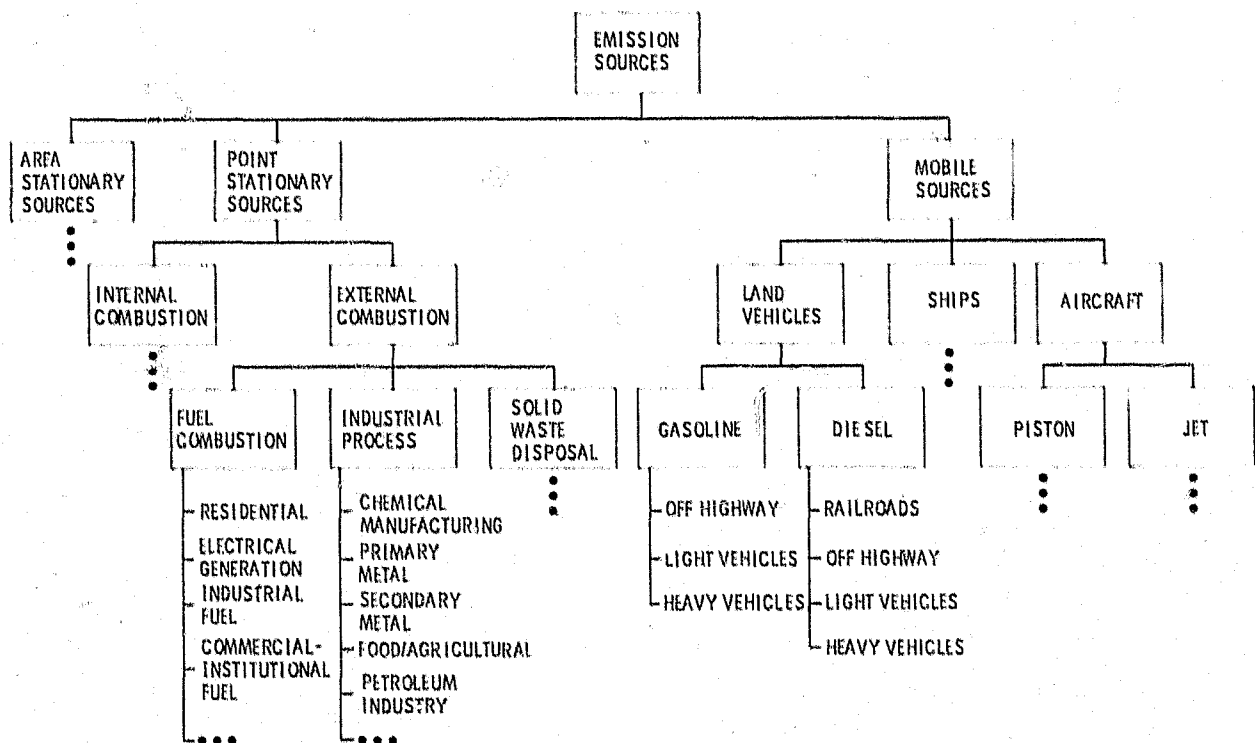 EMISSION
SOURCES
AREA
STATIONARY
SOURCES
POINT
STATIONARY
SOURCES
MOBILE
SOURCES
INTERNAL
COMBUSTION
EXTERNAL
COMBUSTION
LAND
VEHICLES
SHIPS
AIRCRAFT
FUEL
COMBUSTION
INDUSTRIAL
PROCESS
SOLID
WASTE
DISPOSAL
GASOLINE
DIESEL
PISTON
JET
RESIDENTIAL
ELECTRICAL
GENERATION
INDUSTRIAL
FUEL
COMMERCIAL-
INSTITUTIONAL
FUEL
CHEMICAL
MANUFACTURING
PRIMARY
METAL
SECONDARY
METAL
FOOD/AGRICULTURAL
PETROLEUM
INDUSTRY
OFF HIGHWAY
LIGHT VEHICLES
HEAVY VEHICLES
RAILROADS
OFF HIGHWAY
LIGHT VEHICLES
HEAVY VEHICLES